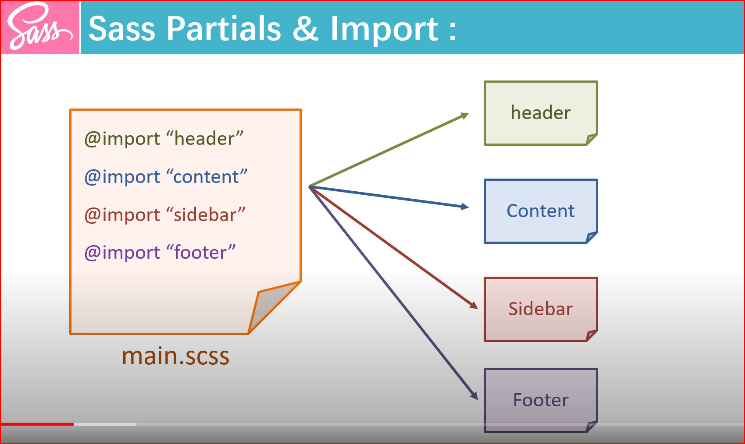 Sass
Sass Partials & Import :
@import “header”
@import “content”
@import “sidebar”
@import “footer”
main.scss
header
Content
Sidebar
Footer